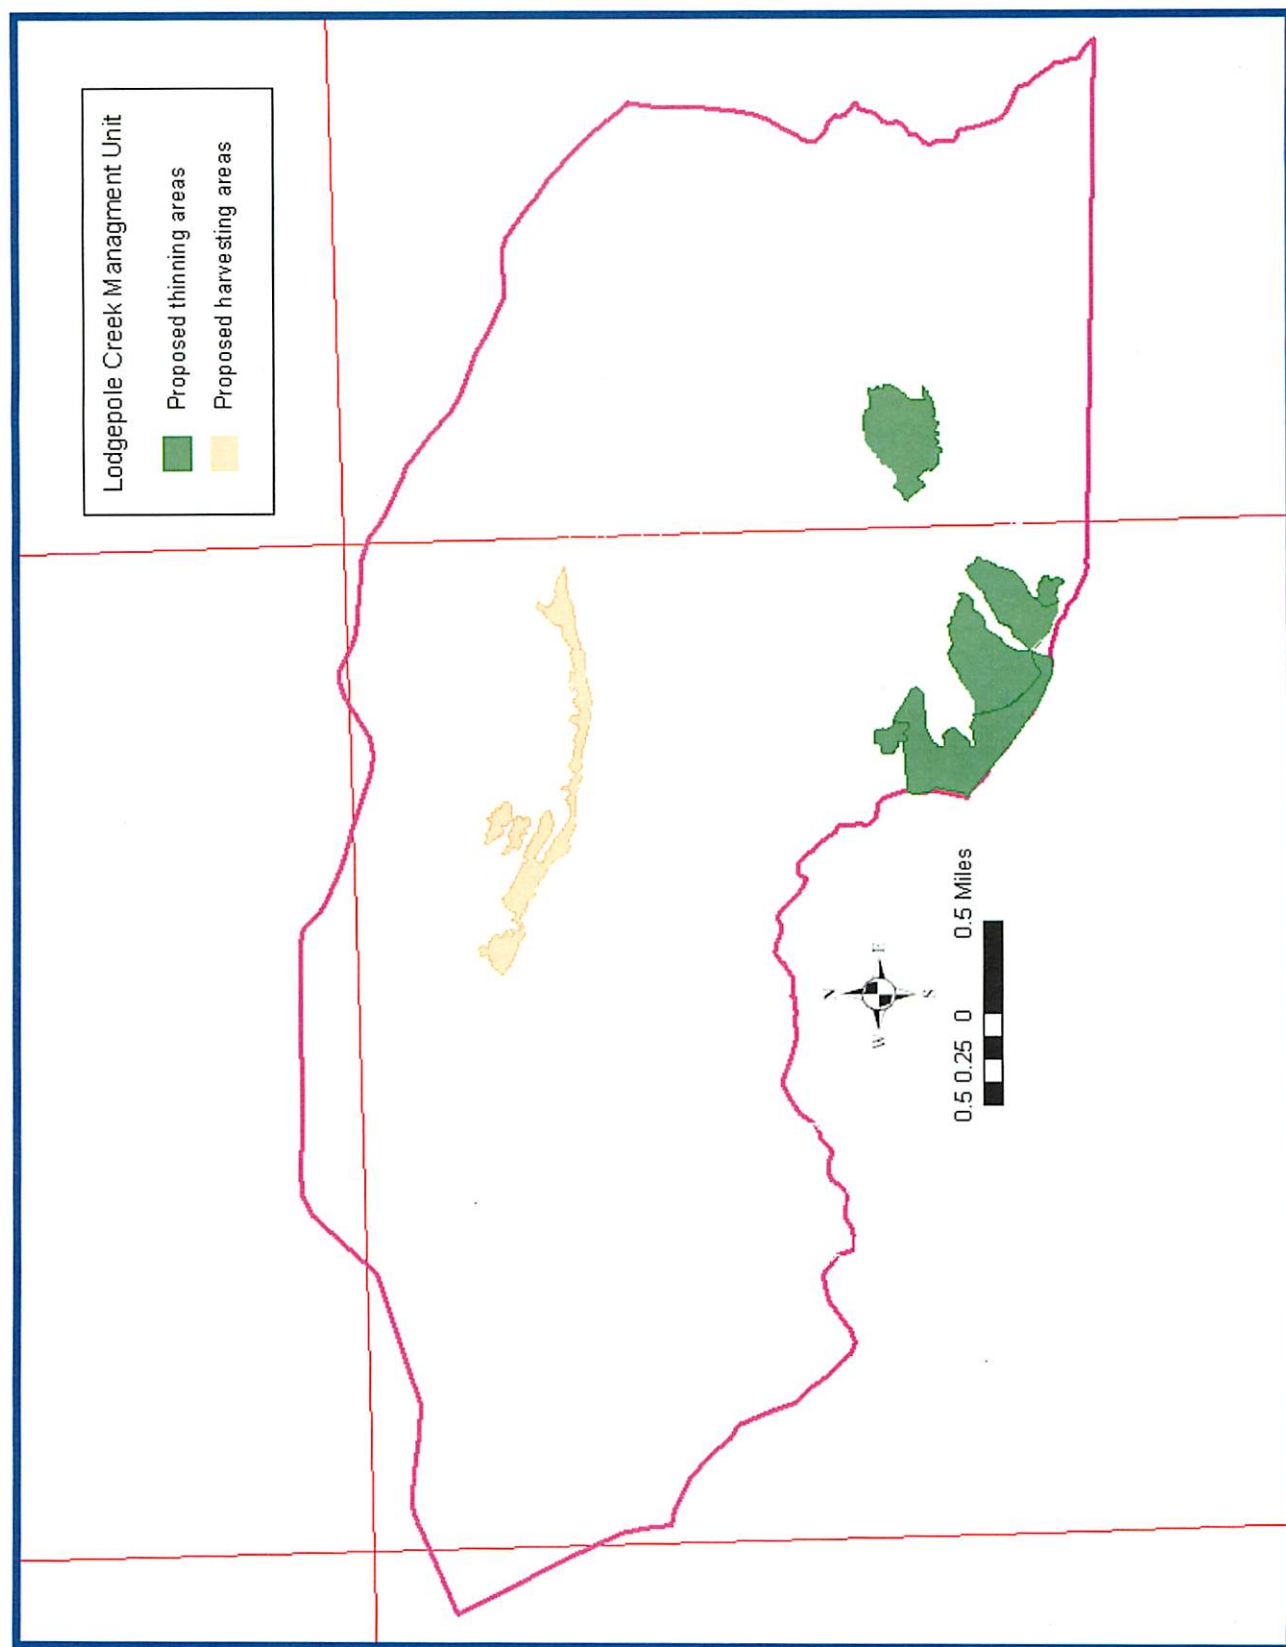 Lodgepole Creek Managment Unit
Proposed thinning areas
Proposed harvesting areas
N
W
E
S
0.5 0.25 0 0.5 Miles